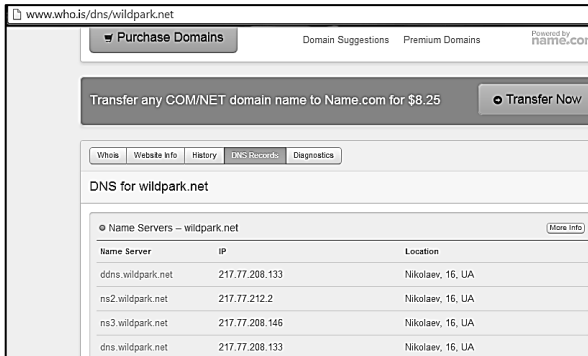 www.who.is/dns/wildpark.net
Purchase Domains
Domain Suggestions Premium Domains
Powered by
name.com
Transfer any COM/NET domain name to Name.com for $8.25
Transfer Now
Whois Website Info History DNS Records Diagnostics
DNS for wildpark.net
Name Servers – wildpark.net More Info
Name Server IP Location
ddns.wildpark.net 217.77.208.133 Nikolaev, 16, UA
ns2.wildpark.net 217.77.212.2 Nikolaev, 16, UA
ns3.wildpark.net 217.77.208.146 Nikolaev, 16, UA
dns.wildpark.net 217.77.208.133 Nikolaev, 16, UA